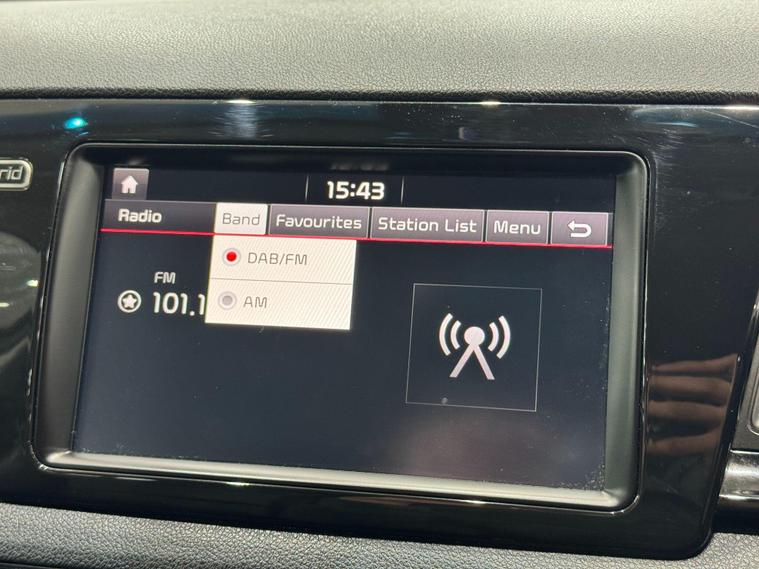 15:43
Radio Band Favourites Station List Menu
DAB/FM
FM
101.1
AM